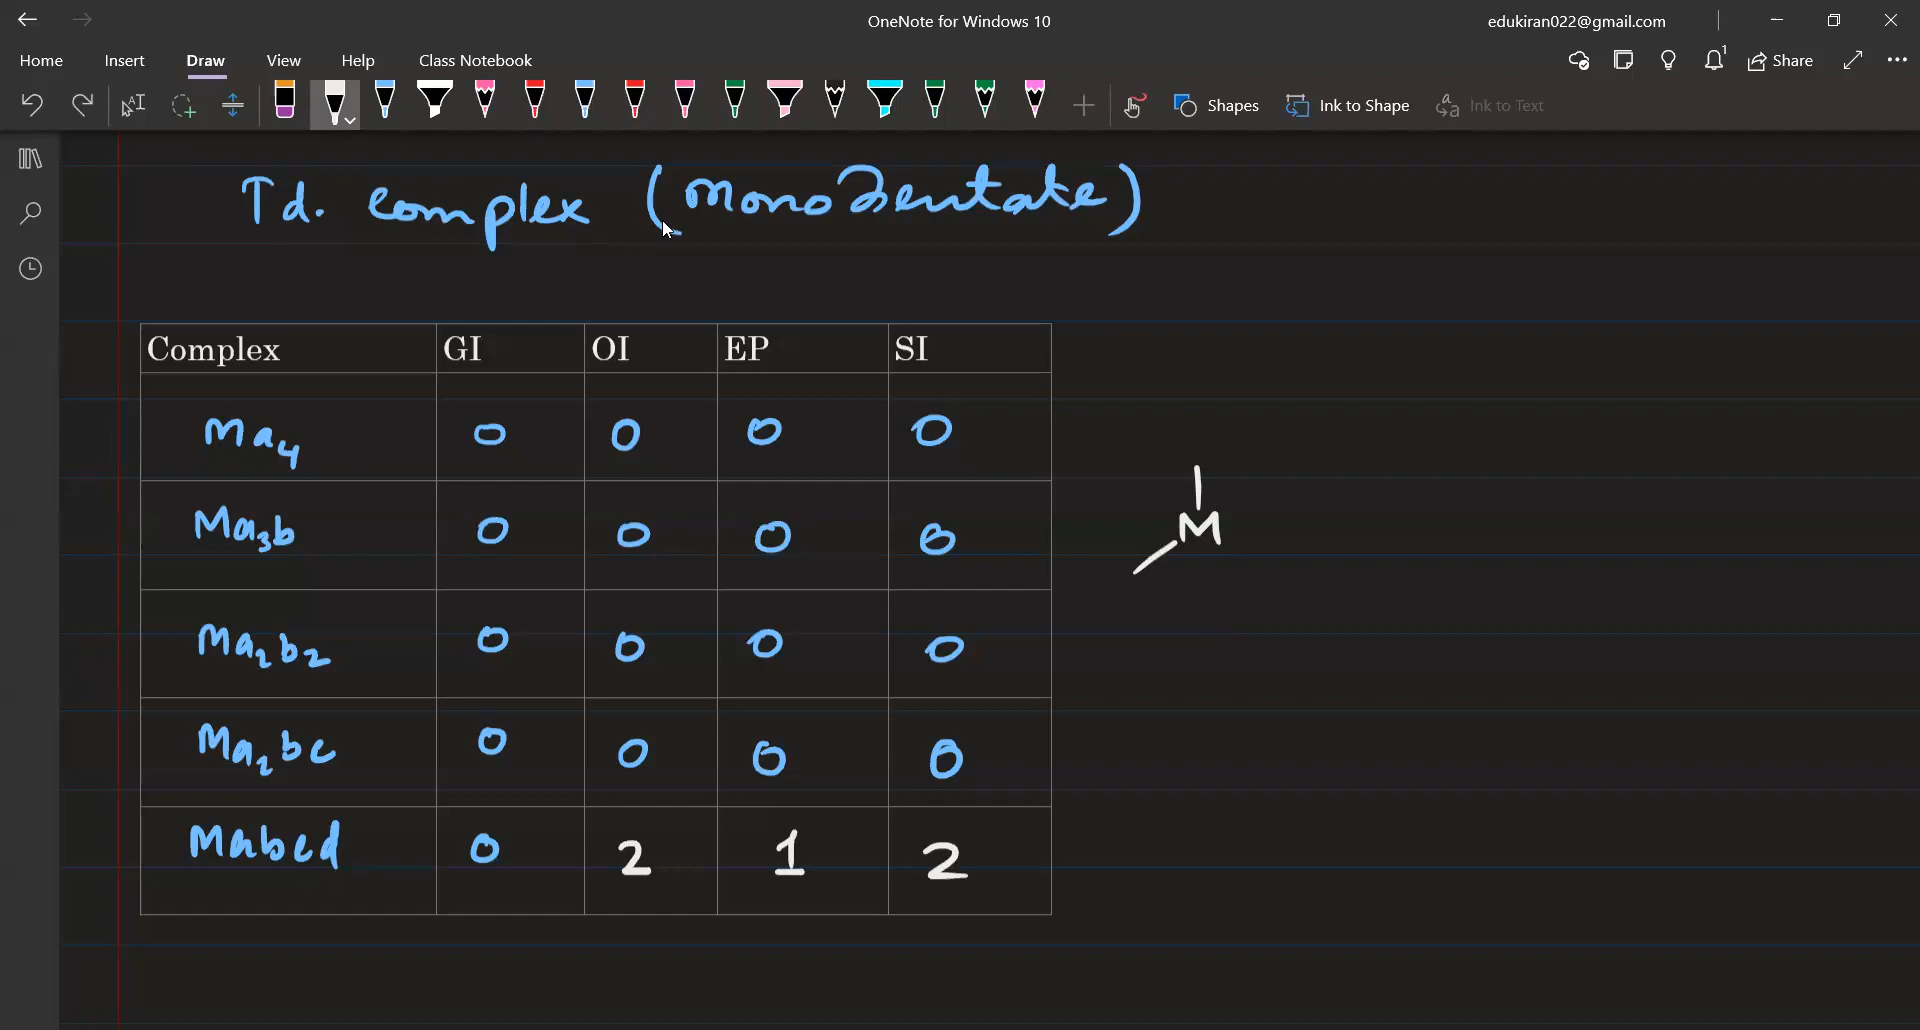 OneNote for Windows 10
edukiran022@gmail.com
Home Insert Draw View Help Class Notebook
1 Share
Shapes Ink to Shape Ink to Text
Td. complex (monodentate)
Complex GI OI EP SI
Ma4 0 0 0 0
Ma3b 0 0 0 0
Ma2b2 0 0 0 0
Ma2bc 0 0 0 0
Mabcd 0 2 1 2
M